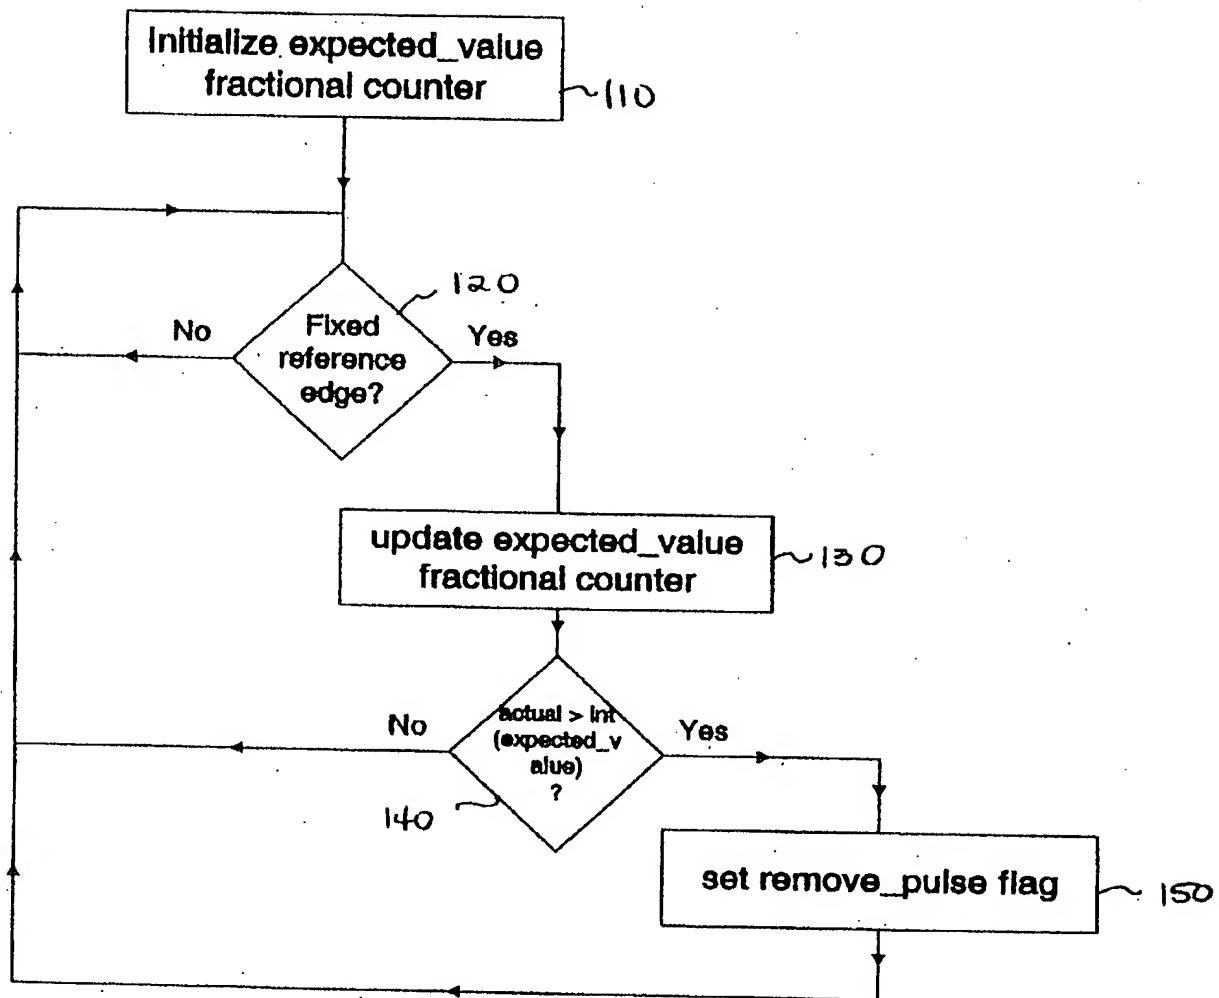 Initialize expected_value
fractional counter
110
120
No
Fixed
reference
edge?
Yes
update expected_value
fractional counter
130
No
actual > int
(expected_v
alue)
?
Yes
140
set remove_pulse flag
150